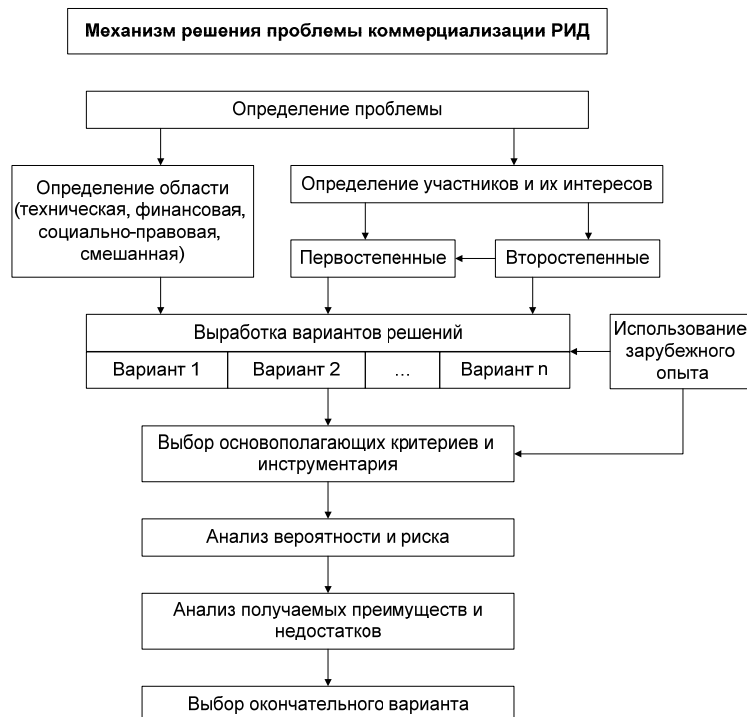 Механизм решения проблемы коммерциализации РИД
Определение проблемы
Определение области
(техническая, финансовая,
социально-правовая,
смешанная)
Определение участников и их интересов
Первостепенные
Второстепенные
Выработка вариантов решений
Вариант 1
Вариант 2
...
Вариант n
Использование
зарубежного
опыта
Выбор основополагающих критериев и
инструментария
Анализ вероятности и риска
Анализ получаемых преимуществ и
недостатков
Выбор окончательного варианта